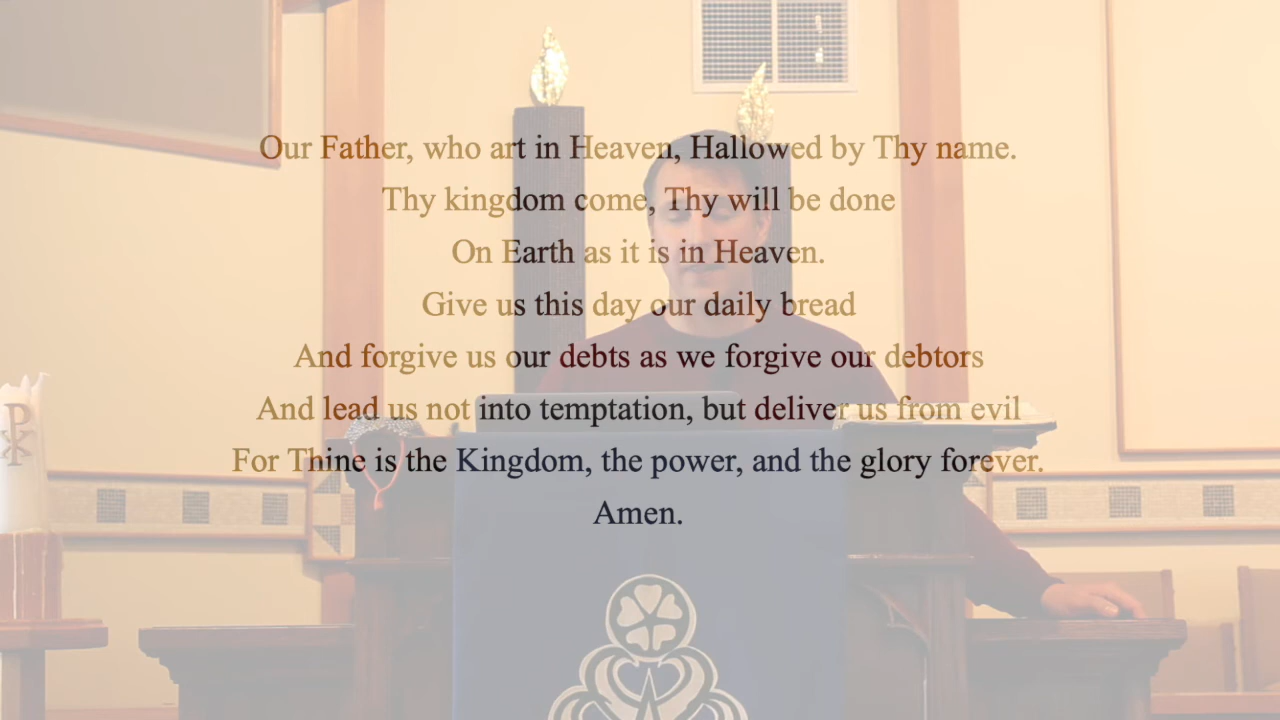 Our Father, who art in Heaven, Hallowed by Thy name.
Thy kingdom come, Thy will be done
On Earth as it is in Heaven.
Give us this day our daily bread
And forgive us our debts as we forgive our debtors
And lead us not into temptation, but deliver us from evil
For Thine is the Kingdom, the power, and the glory forever.
Amen.